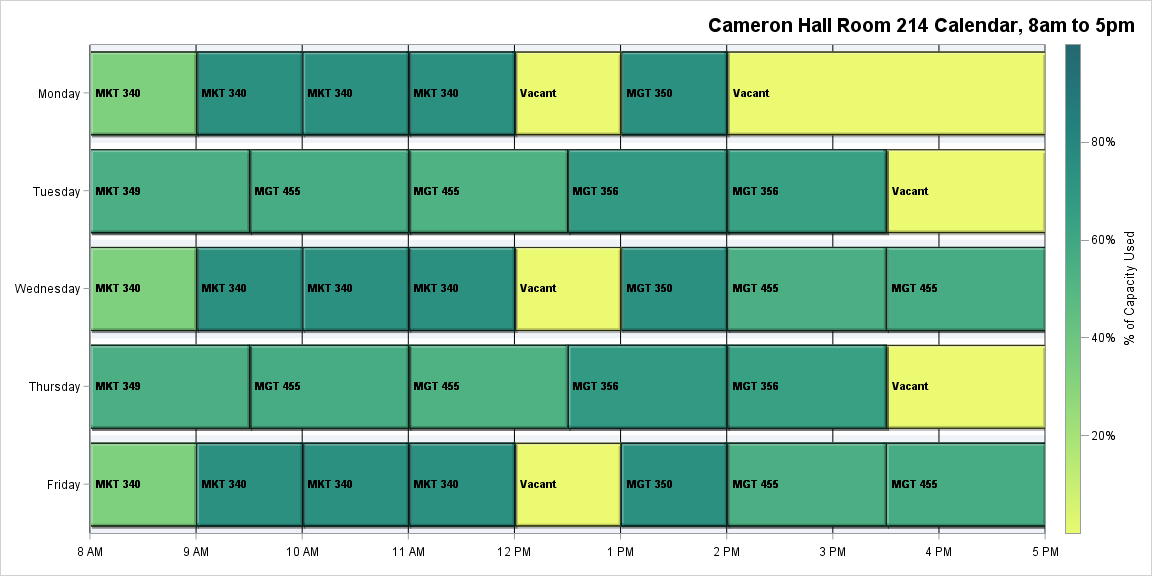 Cameron Hall Room 214 Calendar, 8am to 5pm
Monday MKT 340 MKT 340 MKT 340 MKT 340 Vacant MGT 350 Vacant
Tuesday MKT 349 MGT 455 MGT 455 MGT 356 MGT 356 Vacant
Wednesday MKT 340 MKT 340 MKT 340 MKT 340 Vacant MGT 350 MGT 455 MGT 455
Thursday MKT 349 MGT 455 MGT 455 MGT 356 MGT 356 Vacant
Friday MKT 340 MKT 340 MKT 340 MKT 340 Vacant MGT 350 MGT 455 MGT 455
8 AM 9 AM 10 AM 11 AM 12 PM 1 PM 2 PM 3 PM 4 PM 5 PM
80%
60%
40%
20%
% of Capacity Used